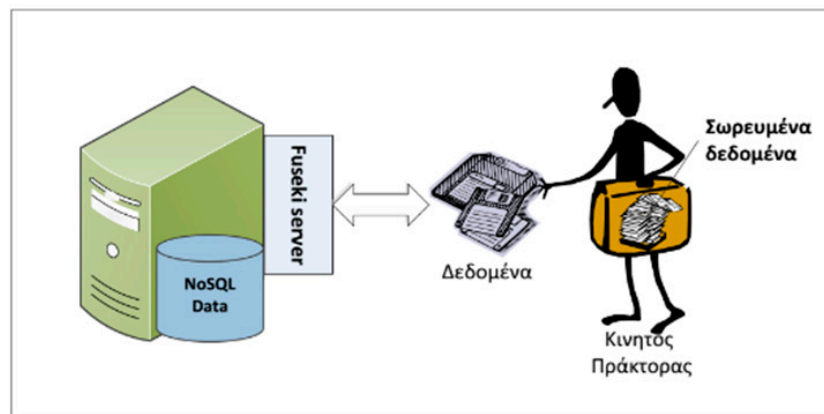 NoSQL
Data
Fuseki server
Δεδομένα
Σωρευμένα
δεδομένα
Κινητός
Πράκτορας